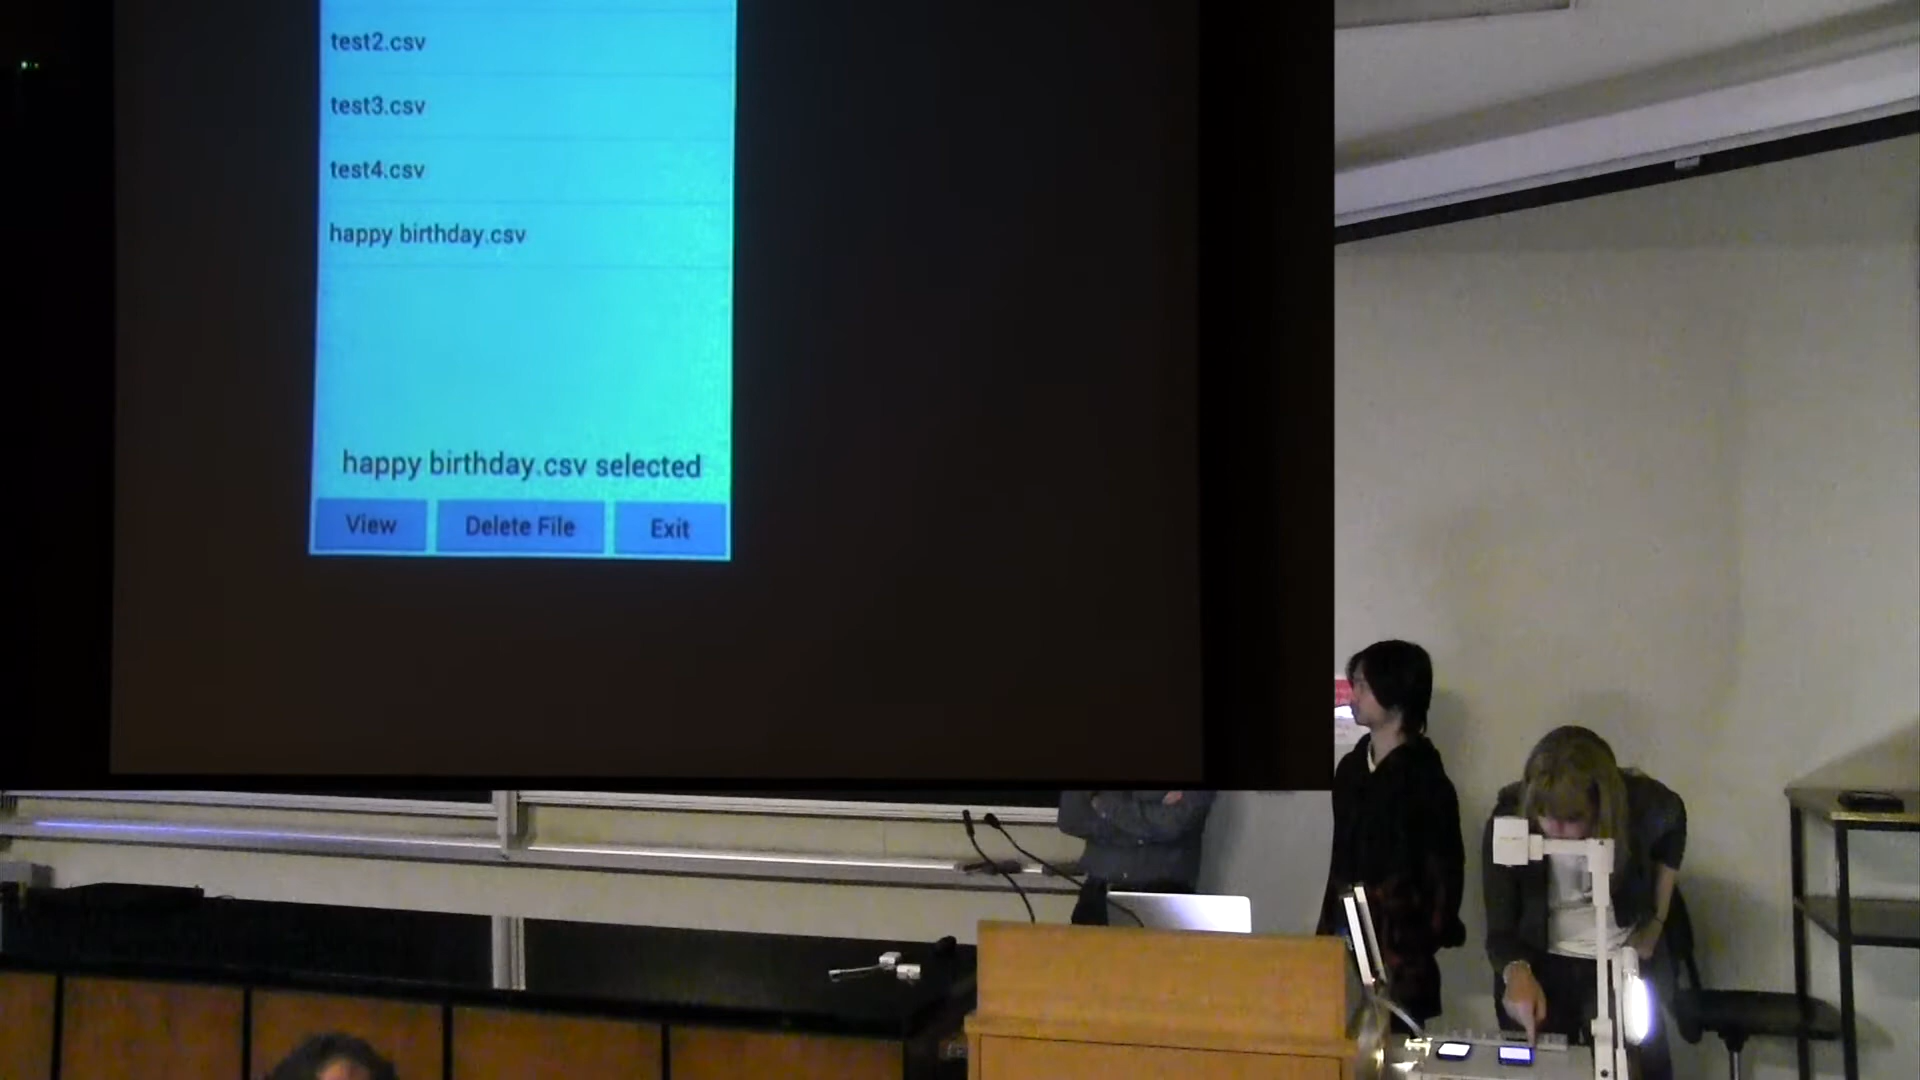 test2.csv
test3.csv
test4.csv
happy birthday.csv
happy birthday.csv selected
View
Delete File
Exit